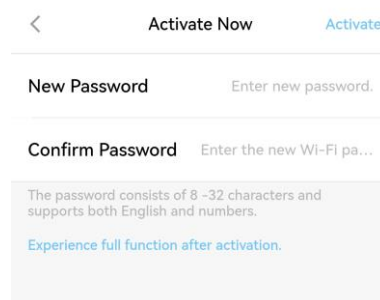 Activate Now
Activate
New Password
Enter new password.
Confirm Password
Enter the new Wi-Fi pa...
The password consists of 8 -32 characters and
supports both English and numbers.
Experience full function after activation.